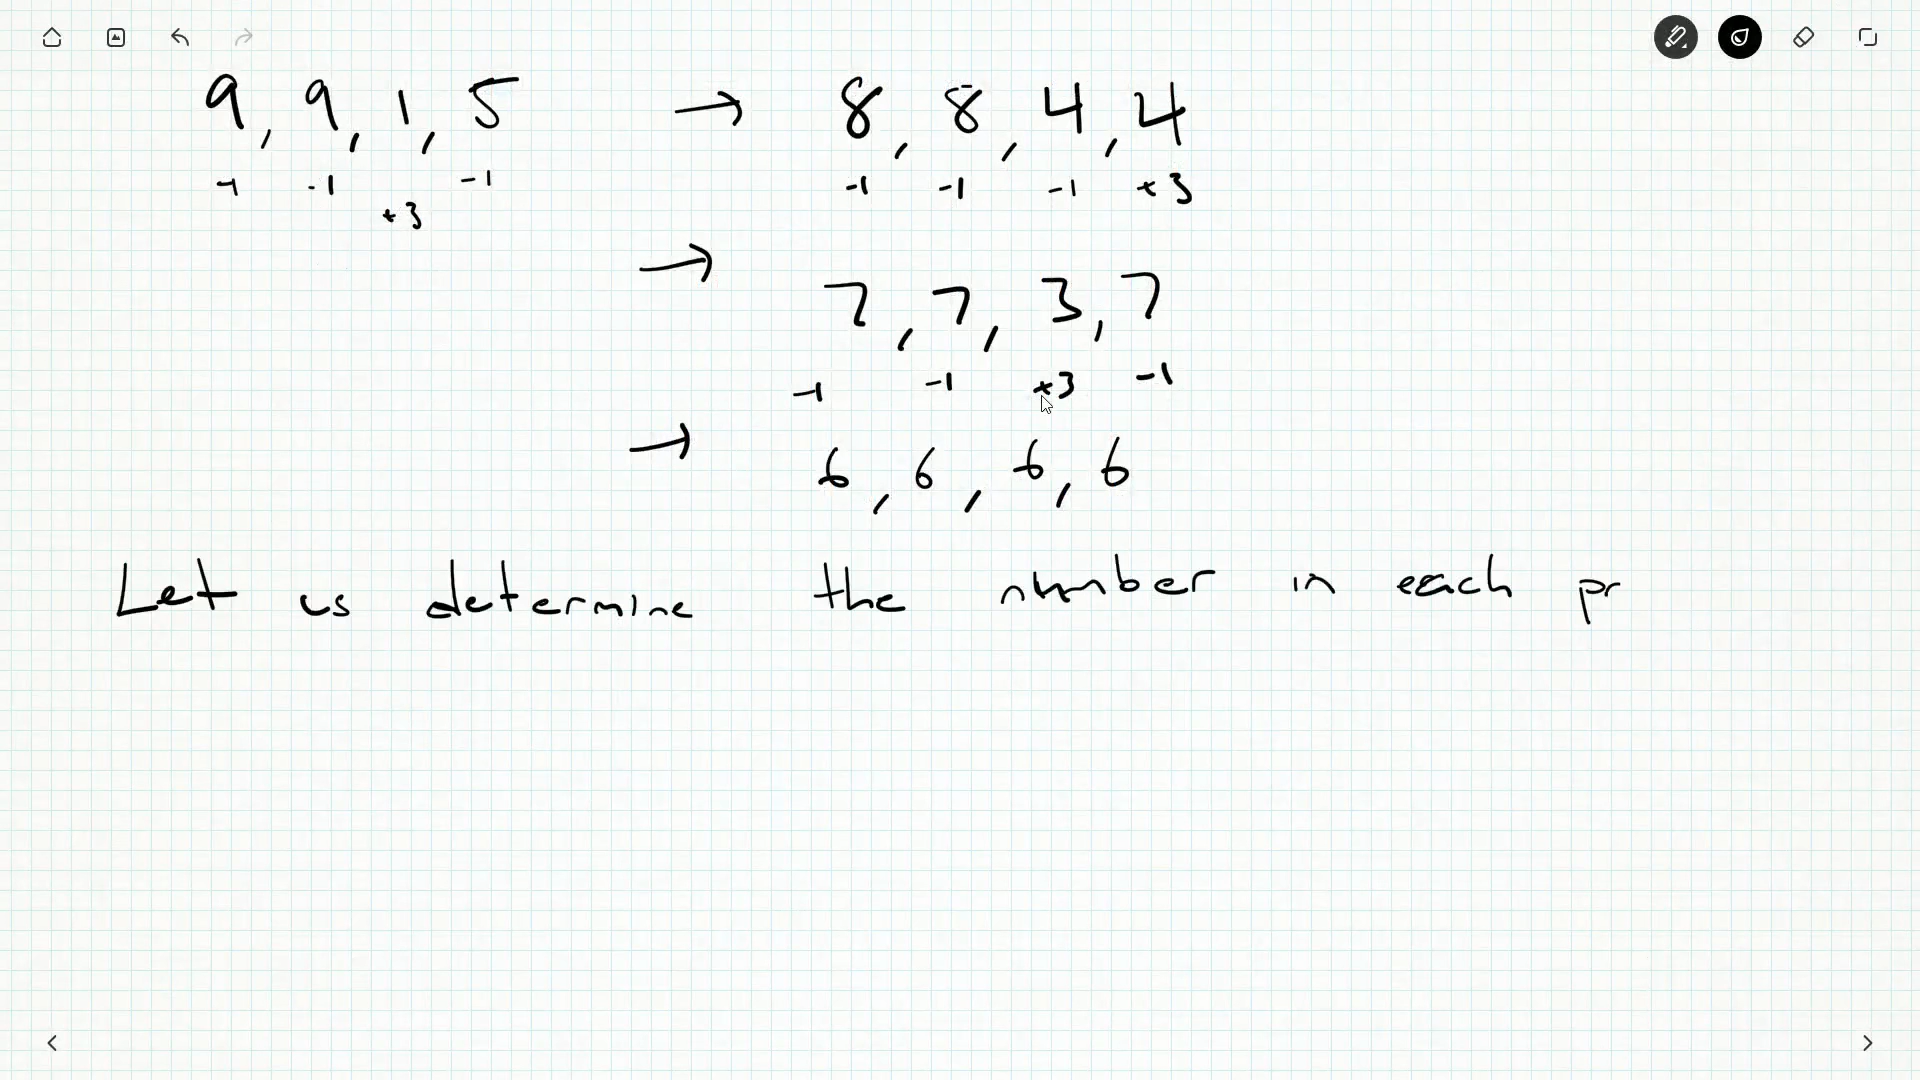 9, 9, 1, 5 → 8, 8, 4, 4
-1 -1 +3 -1 -1 -1 -1 +3
→ 7, 7, 3, 7
-1 -1 +3 -1
→ 6, 6, 6, 6
Let us determine the number in each pr